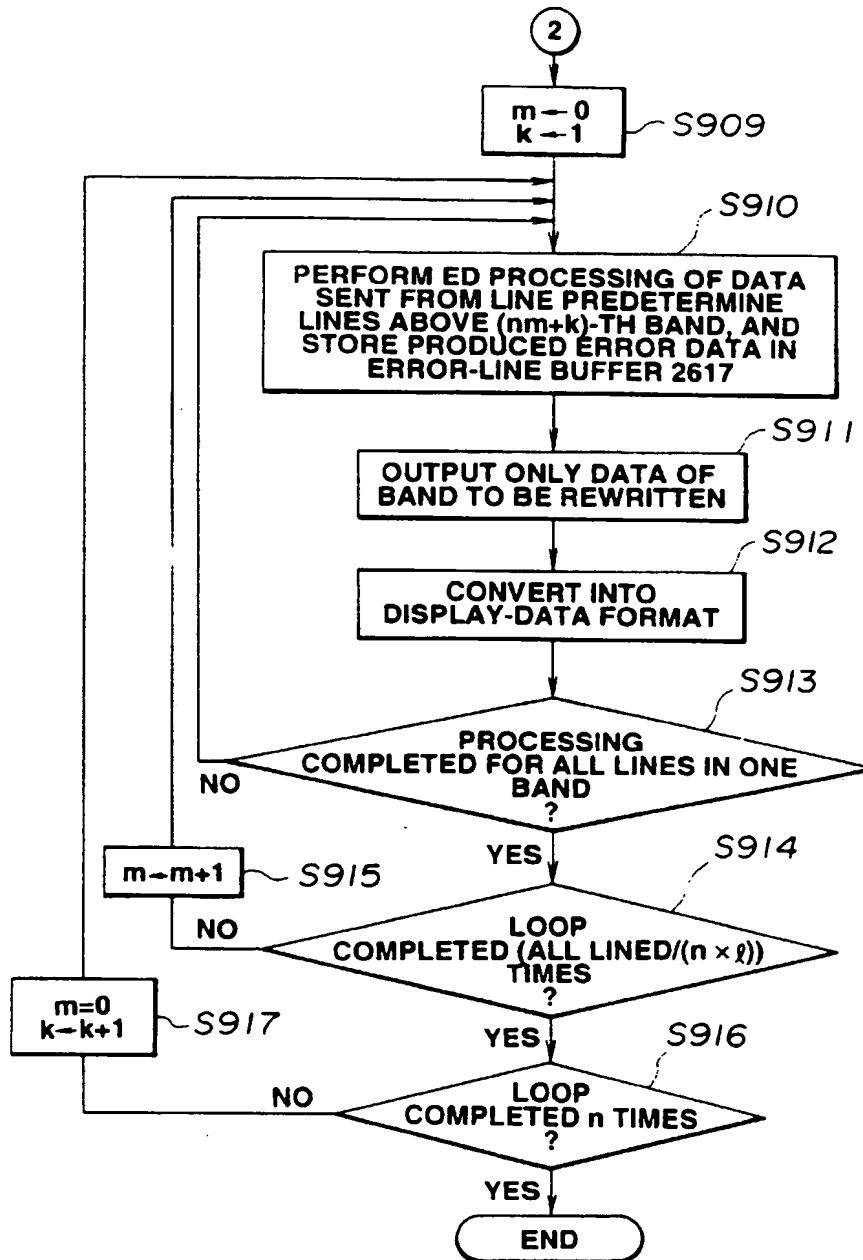 2
m ← 0
k ← 1
S909
S910
PERFORM ED PROCESSING OF DATA
SENT FROM LINE PREDETERMINE
LINES ABOVE (nm+k)-TH BAND, AND
STORE PRODUCED ERROR DATA IN
ERROR-LINE BUFFER 2617
S911
OUTPUT ONLY DATA OF
BAND TO BE REWRITTEN
S912
CONVERT INTO
DISPLAY-DATA FORMAT
S913
PROCESSING
COMPLETED FOR ALL LINES IN ONE
BAND
?
NO
YES
S914
m←m+1
S915
LOOP
COMPLETED (ALL LINED/(n × ℓ))
TIMES
?
NO
YES
m=0
k←k+1
S917
S916
LOOP
COMPLETED n TIMES
?
NO
YES
END